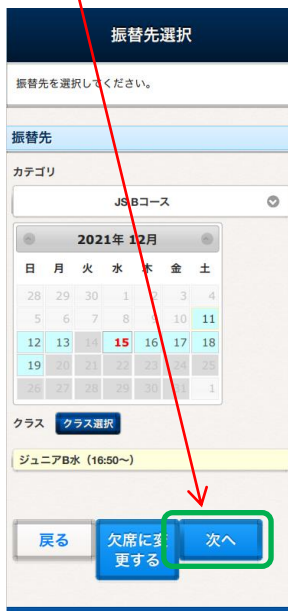 振替先選択
振替先を選択してください。
振替先
カテゴリ
JS Bコース
2021年 12月
日 月 火 水 木 金 土
28 29 30 1 2 3 4
5 6 7 8 9 10 11
12 13 14 15 16 17 18
19 20 21 22 23 24 25
26 27 28 29 30 31 1
クラス クラス選択
ジュニアB水（16:50〜）
戻る 欠席に変 次へ
更する